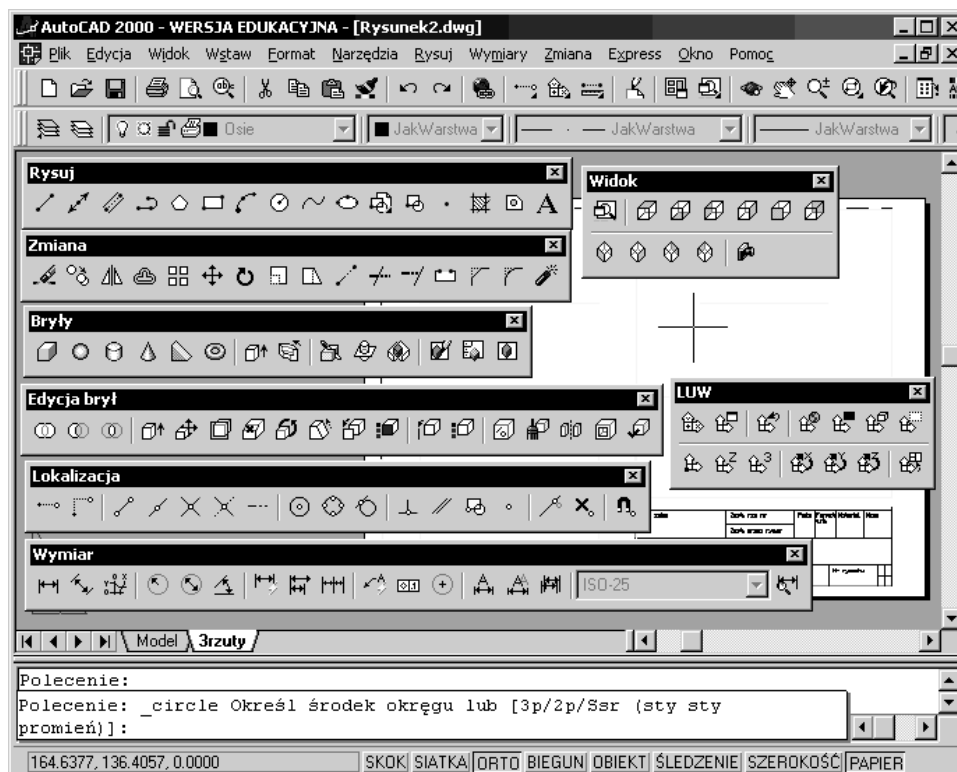 AutoCAD 2000 - WERSJA EDUKACYJNA - [Rysunek2.dwg]
Plik Edycja Widok Wstaw Format Narzędzia Rysuj Wymiary Zmiana Express Okno Pomoc
Osie JakWarstwa JakWarstwa JakWarstwa
Rysuj
Widok
Zmiana
Bryły
Edycja brył
LUW
Lokalizacja
Wymiar
ISO-25
Model 3rzuty
Polecenie:
Polecenie: _circle Określ środek okręgu lub [3p/2p/Ssr (sty sty
promień)]:
164.6377, 136.4057, 0.0000 SKOK SIATKA ORTO BIEGUN OBIEKT ŚLEDZENIE SZEROKOŚĆ PAPIER